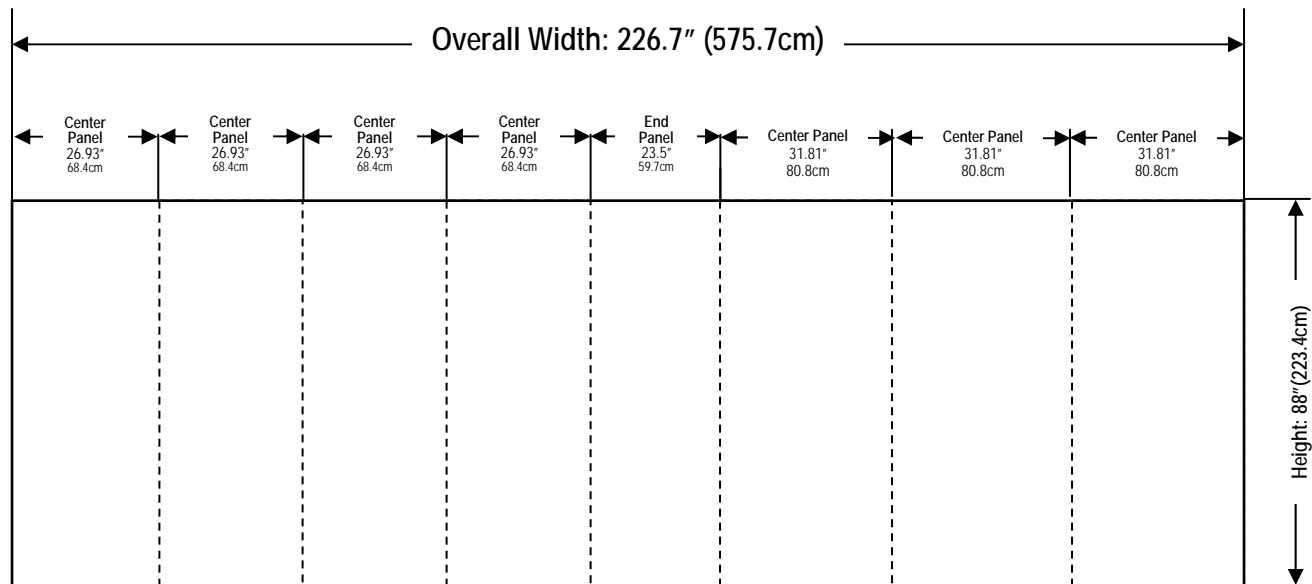 Overall Width: 226.7" (575.7cm)
Center
Panel
26.93"
68.4cm
Center
Panel
26.93"
68.4cm
Center
Panel
26.93"
68.4cm
Center
Panel
26.93"
68.4cm
End
Panel
23.5"
59.7cm
Center Panel
31.81"
80.8cm
Center Panel
31.81"
80.8cm
Center Panel
31.81"
80.8cm
Height: 88"(223.4cm)